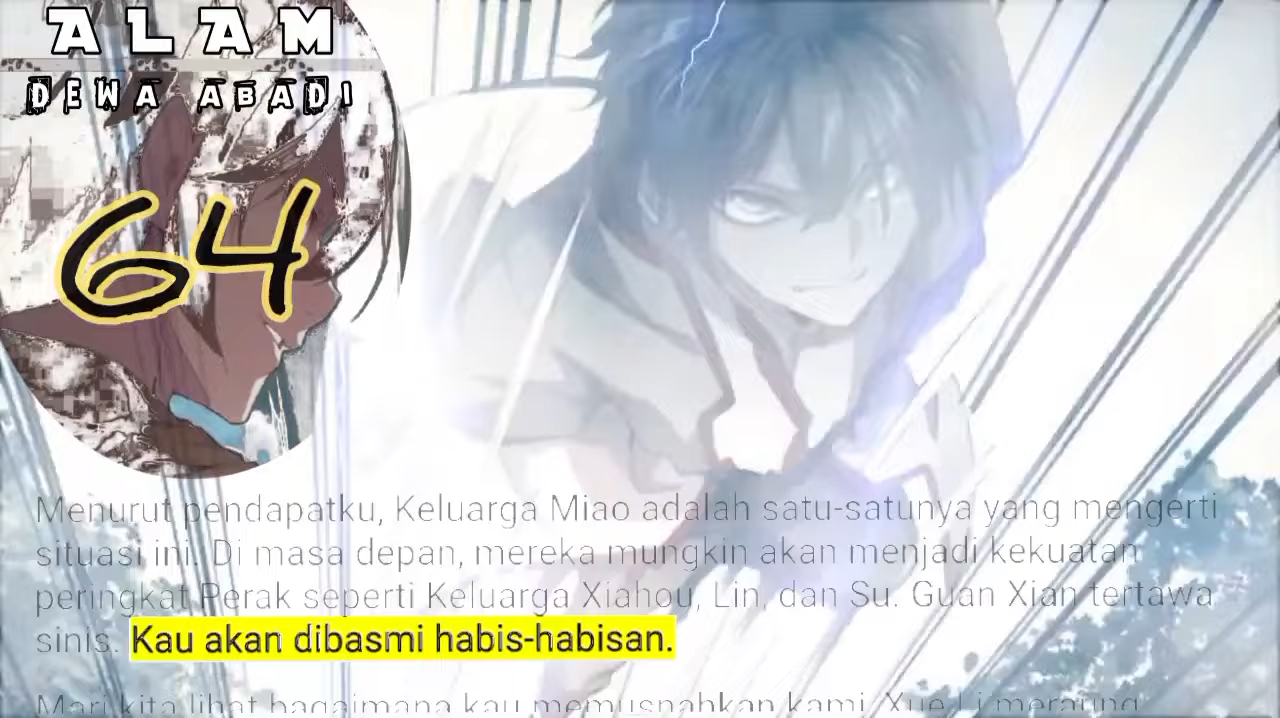 ALAM
DEWA ABADI
64
Menurut pendapatku, Keluarga Miao adalah satu-satunya yang mengerti
situasi ini. Di masa depan, mereka mungkin akan menjadi kekuatan
peringkat Perak seperti Keluarga Xiahou, Lin, dan Su. Guan Xian tertawa
sinis. Kau akan dibasmi habis-habisan.
Mari kita lihat bagaimana kau memusnahkan kami, Xue Li meraung